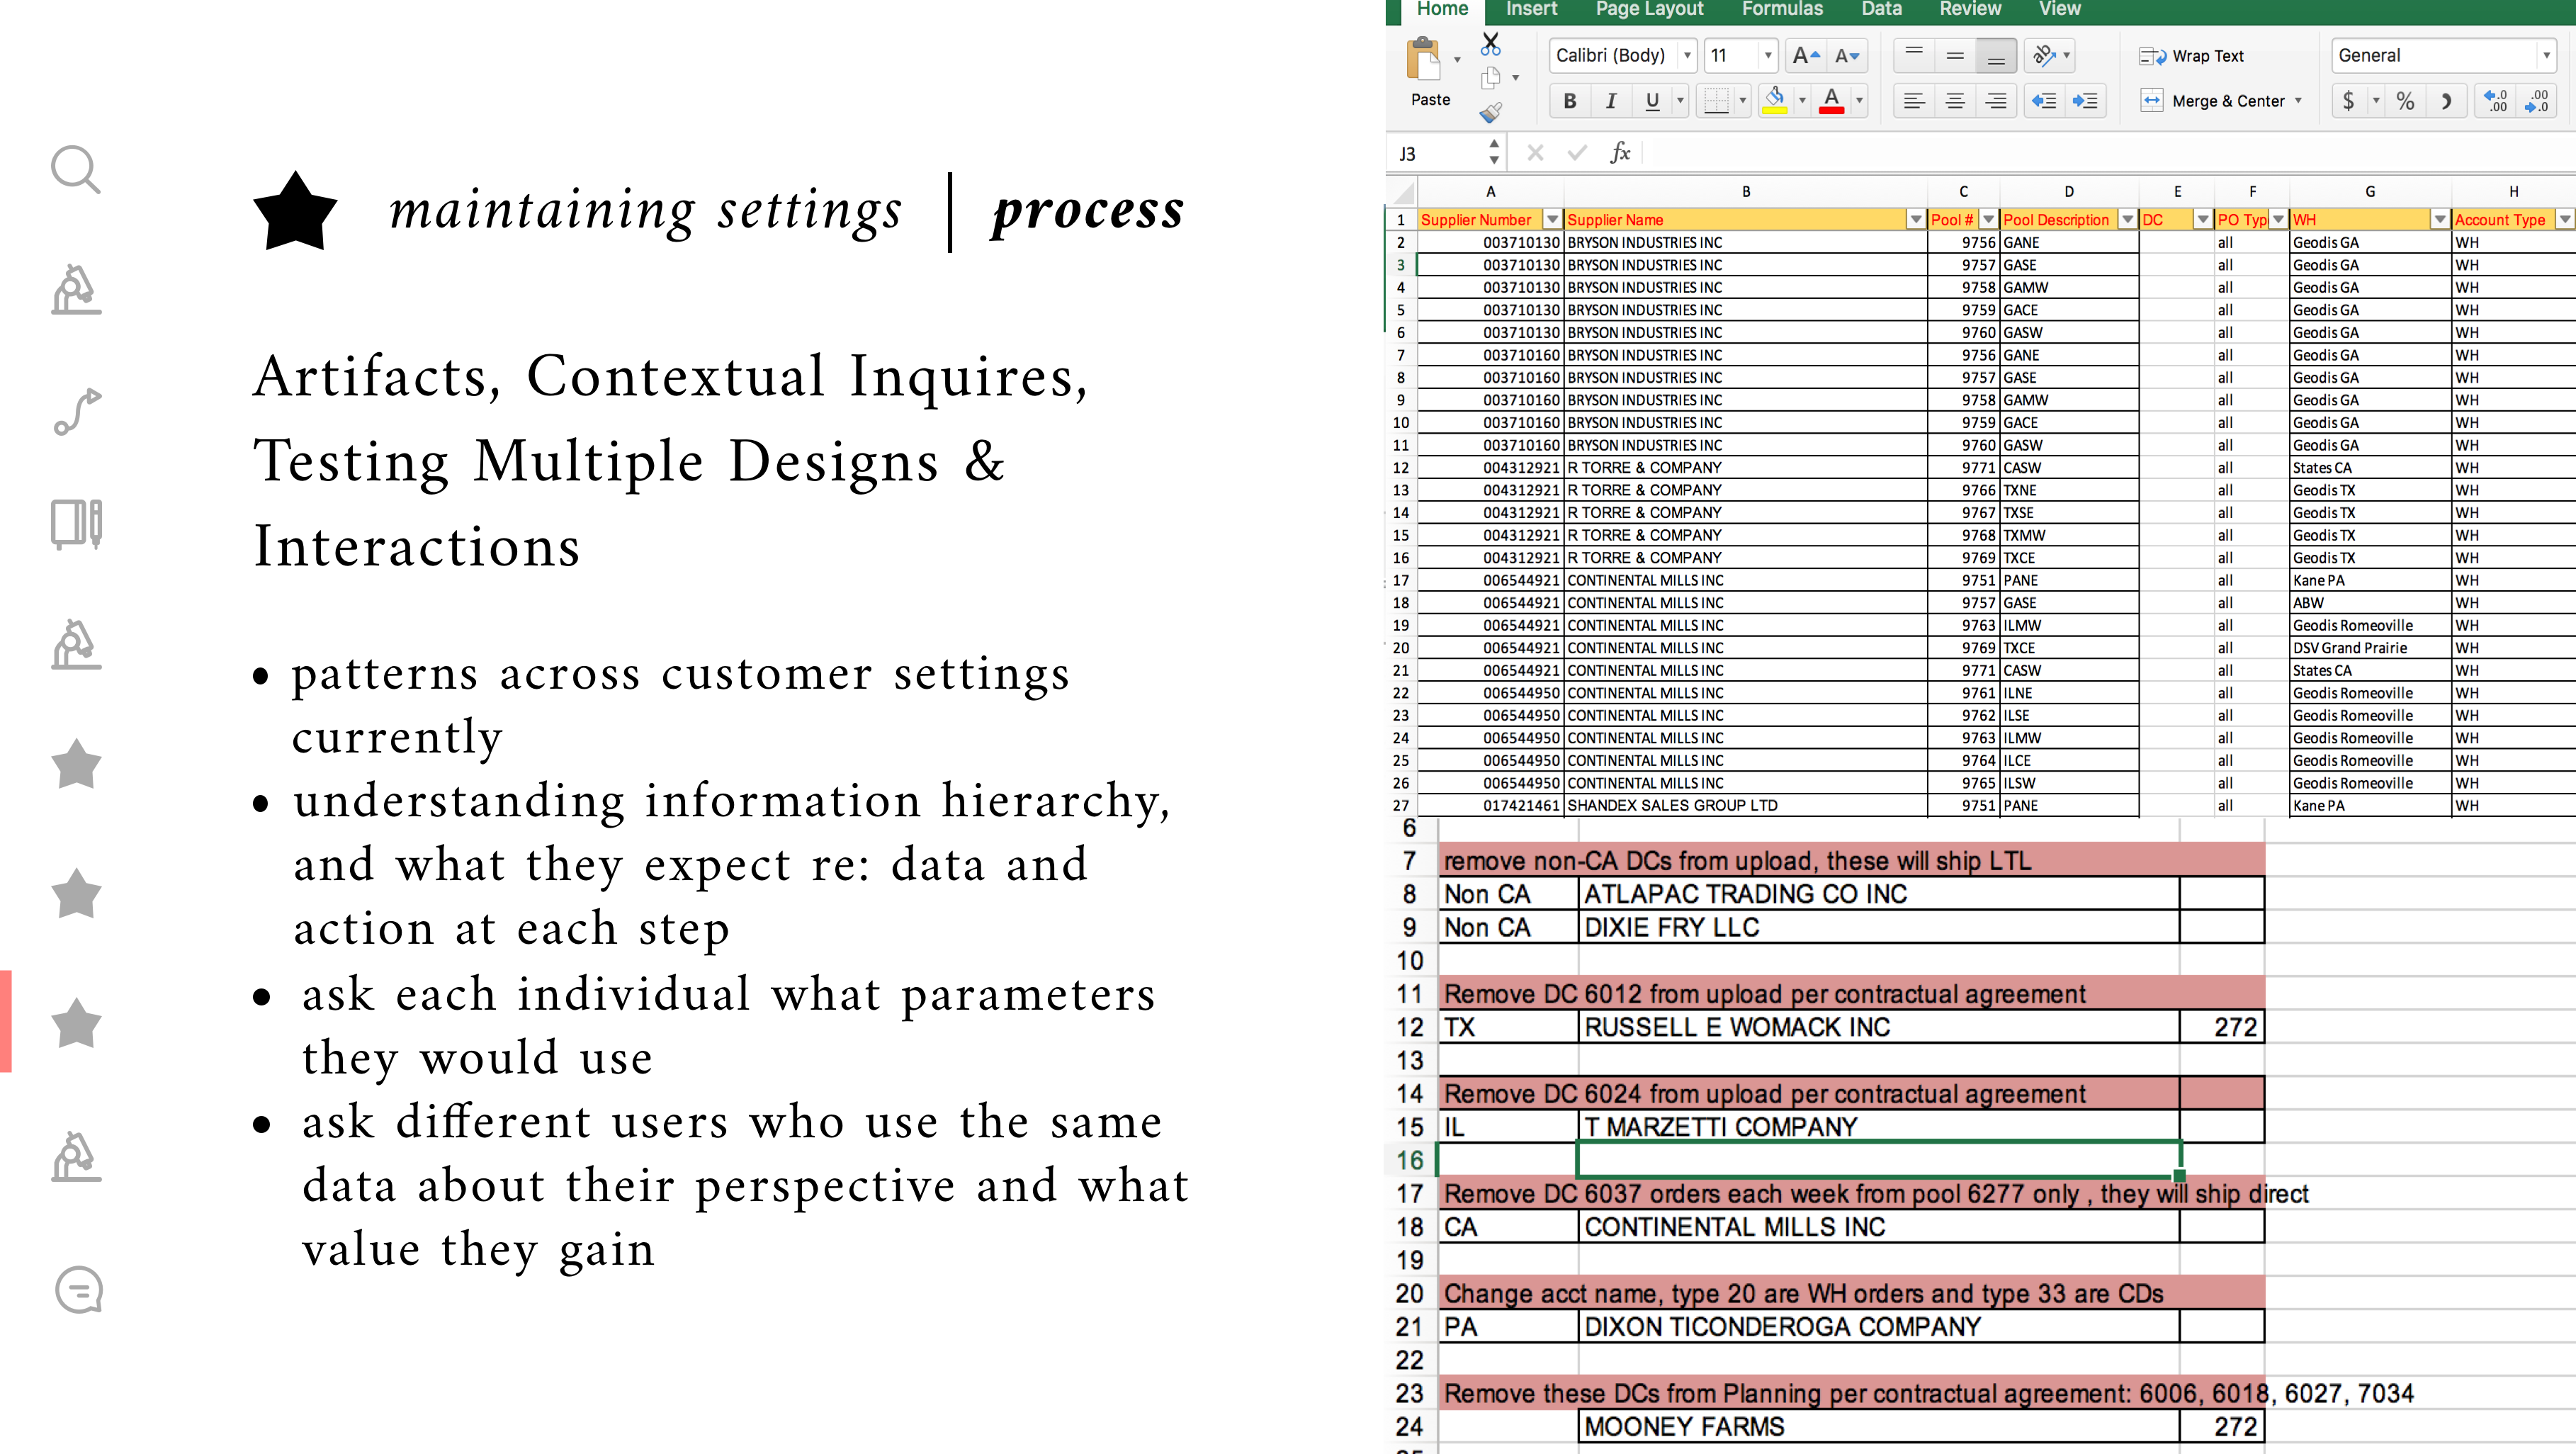 maintaining settings | process
Artifacts, Contextual Inquires,
Testing Multiple Designs &
Interactions
• patterns across customer settings
currently
• understanding information hierarchy,
and what they expect re: data and
action at each step
• ask each individual what parameters
they would use
• ask different users who use the same
data about their perspective and what
value they gain
Home Insert Page Layout Formulas Data Review View
Paste
Calibri (Body) 11
Wrap Text
General
B I U
Merge & Center
$ % 
J3 fx
A B C D E F G H
1 Supplier Number Supplier Name Pool # Pool Description DC PO Typ WH Account Type
2 003710130 BRYSON INDUSTRIES INC 9756 GANE all Geodis GA WH
3 003710130 BRYSON INDUSTRIES INC 9757 GASE all Geodis GA WH
4 003710130 BRYSON INDUSTRIES INC 9758 GAMW all Geodis GA WH
5 003710130 BRYSON INDUSTRIES INC 9759 GACE all Geodis GA WH
6 003710130 BRYSON INDUSTRIES INC 9760 GASW all Geodis GA WH
7 003710160 BRYSON INDUSTRIES INC 9756 GANE all Geodis GA WH
8 003710160 BRYSON INDUSTRIES INC 9757 GASE all Geodis GA WH
9 003710160 BRYSON INDUSTRIES INC 9758 GAMW all Geodis GA WH
10 003710160 BRYSON INDUSTRIES INC 9759 GACE all Geodis GA WH
11 003710160 BRYSON INDUSTRIES INC 9760 GASW all Geodis GA WH
12 004312921 R TORRE & COMPANY 9771 CASW all States CA WH
13 004312921 R TORRE & COMPANY 9766 TXNE all Geodis TX WH
14 004312921 R TORRE & COMPANY 9767 TXSE all Geodis TX WH
15 004312921 R TORRE & COMPANY 9768 TXMW all Geodis TX WH
16 004312921 R TORRE & COMPANY 9769 TXCE all Geodis TX WH
17 006544921 CONTINENTAL MILLS INC 9751 PANE all Kane PA WH
18 006544921 CONTINENTAL MILLS INC 9757 GASE all ABW WH
19 006544921 CONTINENTAL MILLS INC 9763 ILMW all Geodis Romeoville WH
20 006544921 CONTINENTAL MILLS INC 9769 TXCE all DSV Grand Prairie WH
21 006544921 CONTINENTAL MILLS INC 9771 CASW all States CA WH
22 006544950 CONTINENTAL MILLS INC 9761 ILNE all Geodis Romeoville WH
23 006544950 CONTINENTAL MILLS INC 9762 ILSE all Geodis Romeoville WH
24 006544950 CONTINENTAL MILLS INC 9763 ILMW all Geodis Romeoville WH
25 006544950 CONTINENTAL MILLS INC 9764 ILCE all Geodis Romeoville WH
26 006544950 CONTINENTAL MILLS INC 9765 ILSW all Geodis Romeoville WH
27 017421461 SHANDEX SALES GROUP LTD 9751 PANE all Kane PA WH
6
7 remove non-CA DCs from upload, these will ship LTL
8 Non CA ATLAPAC TRADING CO INC
9 Non CA DIXIE FRY LLC
10
11 Remove DC 6012 from upload per contractual agreement
12 TX RUSSELL E WOMACK INC 272
13
14 Remove DC 6024 from upload per contractual agreement
15 IL T MARZETTI COMPANY
16
17 Remove DC 6037 orders each week from pool 6277 only , they will ship direct
18 CA CONTINENTAL MILLS INC
19
20 Change acct name, type 20 are WH orders and type 33 are CDs
21 PA DIXON TICONDEROGA COMPANY
22
23 Remove these DCs from Planning per contractual agreement: 6006, 6018, 6027, 7034
24 MOONEY FARMS 272